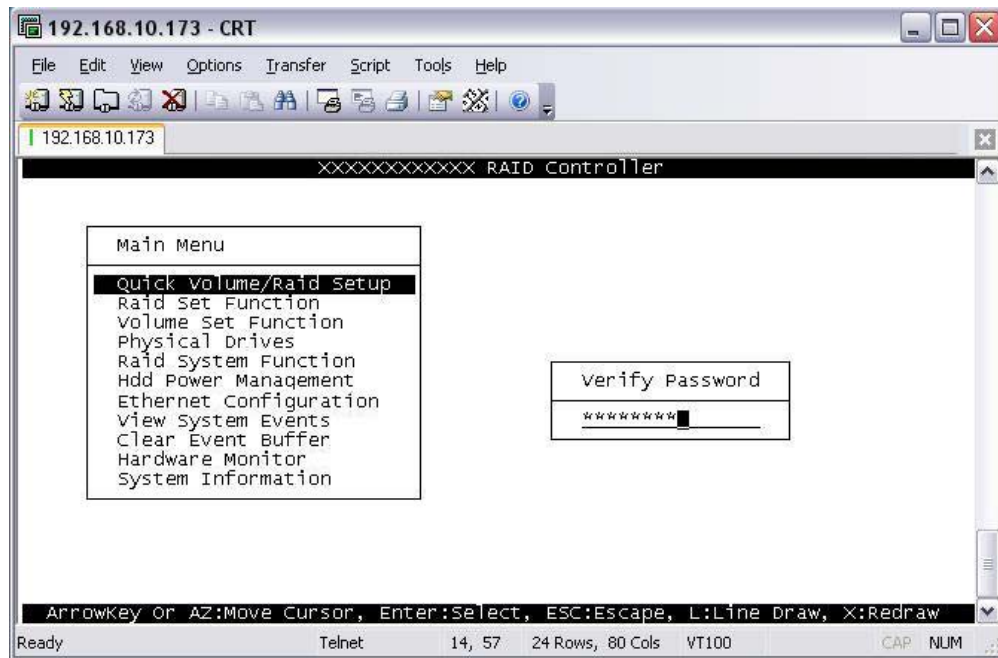 192.168.10.173 - CRT
File Edit View Options Transfer Script Tools Help
192.168.10.173
XXXXXXXXXXXX RAID Controller
Main Menu
Quick Volume/Raid Setup
Raid Set Function
Volume Set Function
Physical Drives
Raid System Function
Hdd Power Management
Ethernet Configuration
View System Events
Clear Event Buffer
Hardware Monitor
System Information
Verify Password
********
ArrowKey Or AZ:Move Cursor, Enter:Select, ESC:Escape, L:Line Draw, X:Redraw
Ready Telnet 14, 57 24 Rows, 80 Cols VT100 CAP NUM